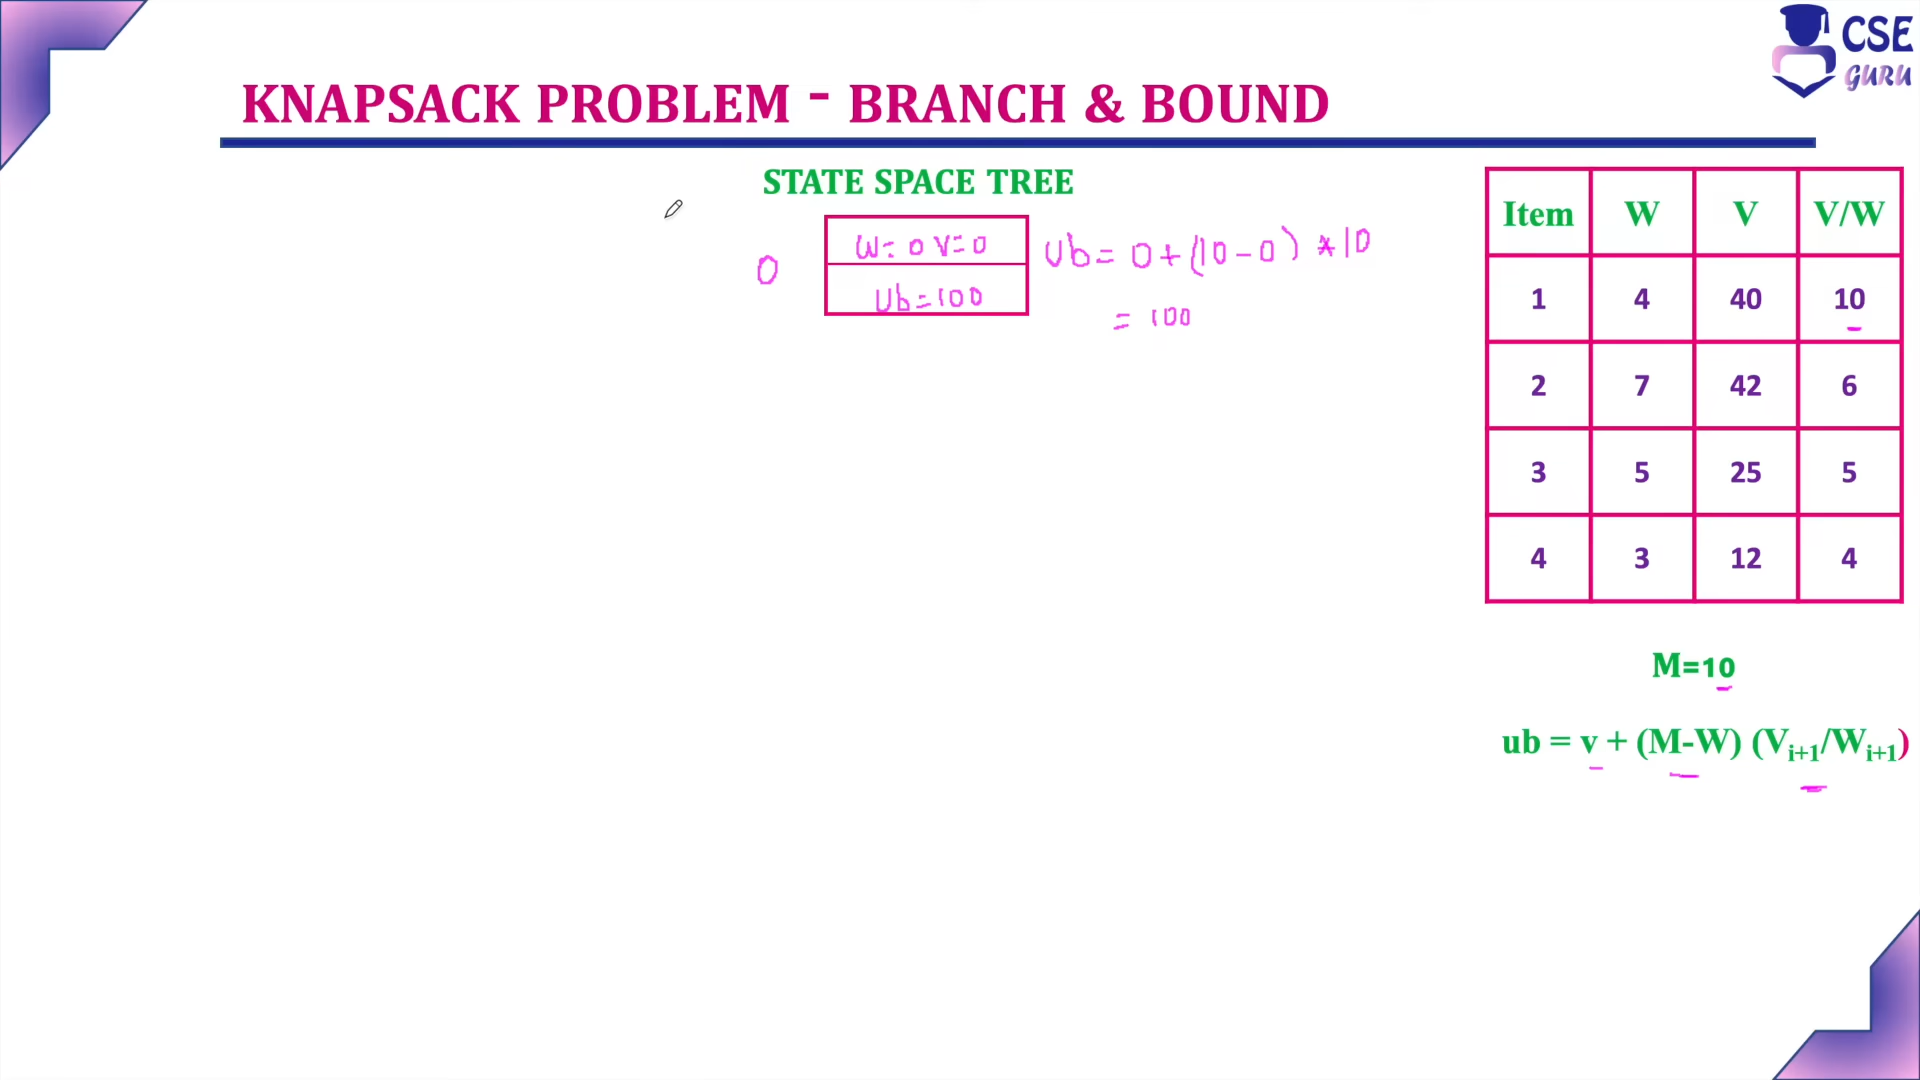 CSE
GURU
KNAPSACK PROBLEM - BRANCH & BOUND
STATE SPACE TREE
0
W=0 V=0
Ub=100
Ub=0+(10-0)*10
=100
Item W V V/W
1 4 40 10
2 7 42 6
3 5 25 5
4 3 12 4
M=10
ub = v + (M-W) (Vi+1/Wi+1)